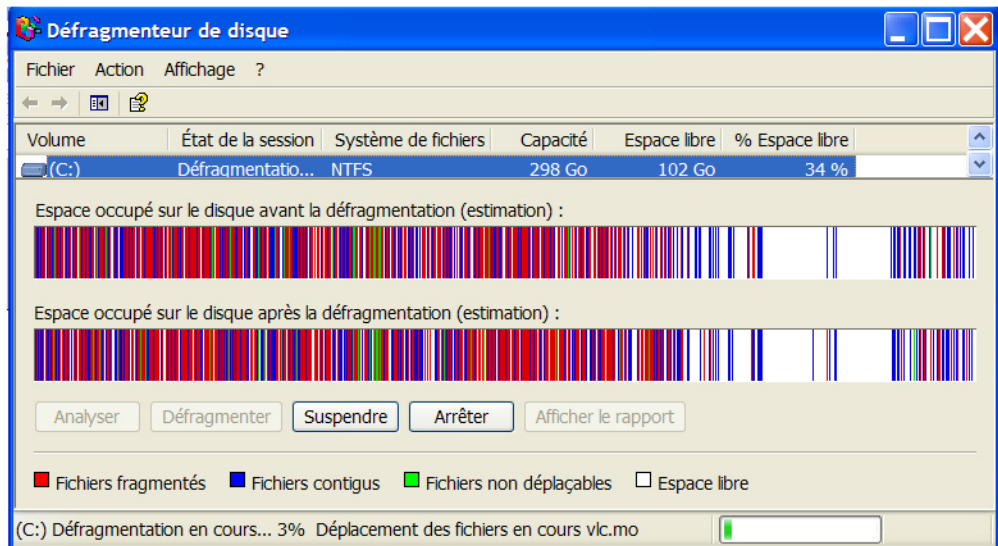 Défragmenteur de disque
Fichier Action Affichage ?
Volume État de la session Système de fichiers Capacité Espace libre % Espace libre
(C:) Défragmentatio... NTFS 298 Go 102 Go 34 %
Espace occupé sur le disque avant la défragmentation (estimation) :
Espace occupé sur le disque après la défragmentation (estimation) :
Analyser Défragmenter Suspendre Arrêter Afficher le rapport
Fichiers fragmentés Fichiers contigus Fichiers non déplaçables Espace libre
(C:) Défragmentation en cours... 3% Déplacement des fichiers en cours vlc.mo